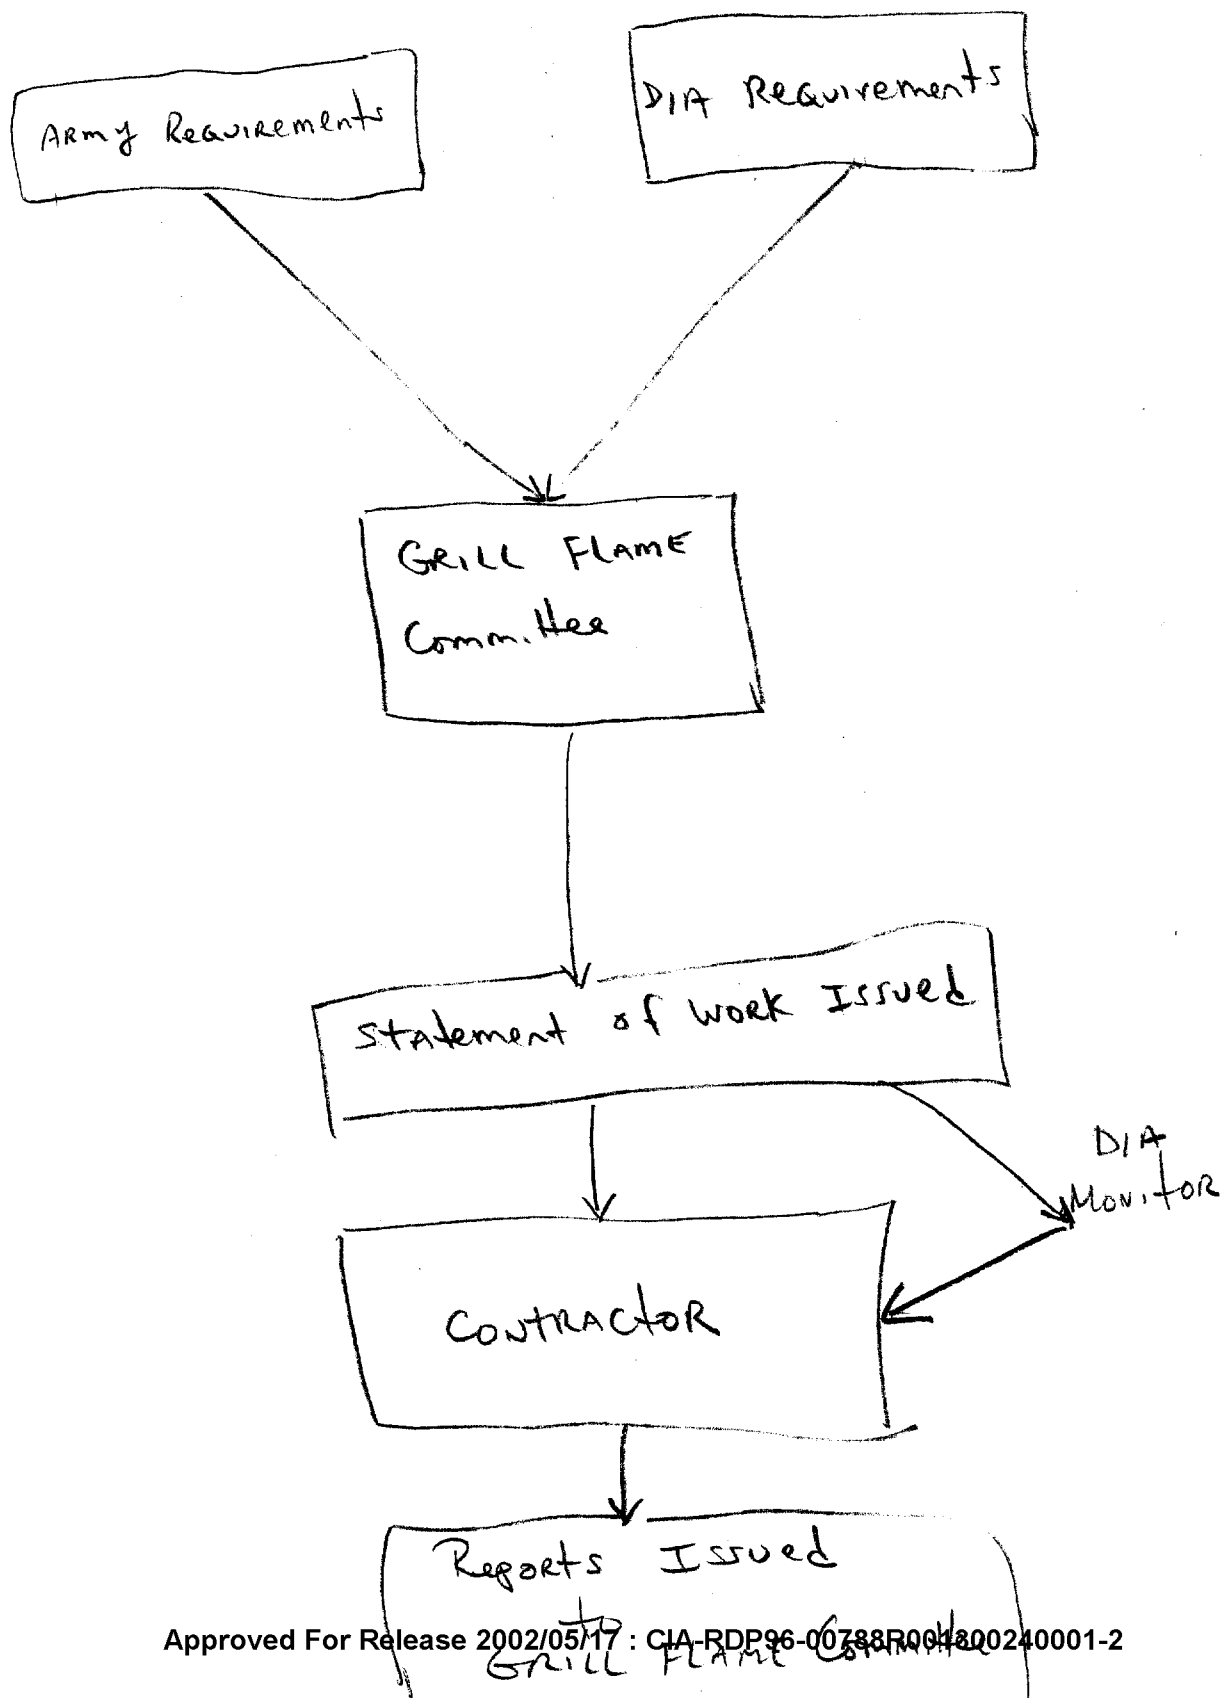 Army Requirements
DIA Requirements
GRILL FLAME
Committee
Statement of Work Issued
DIA
Monitor
CONTRACTOR
Reports Issued
to
GRILL FLAME Committee
Approved For Release 2002/05/17 : CIA-RDP96-00788R001800240001-2